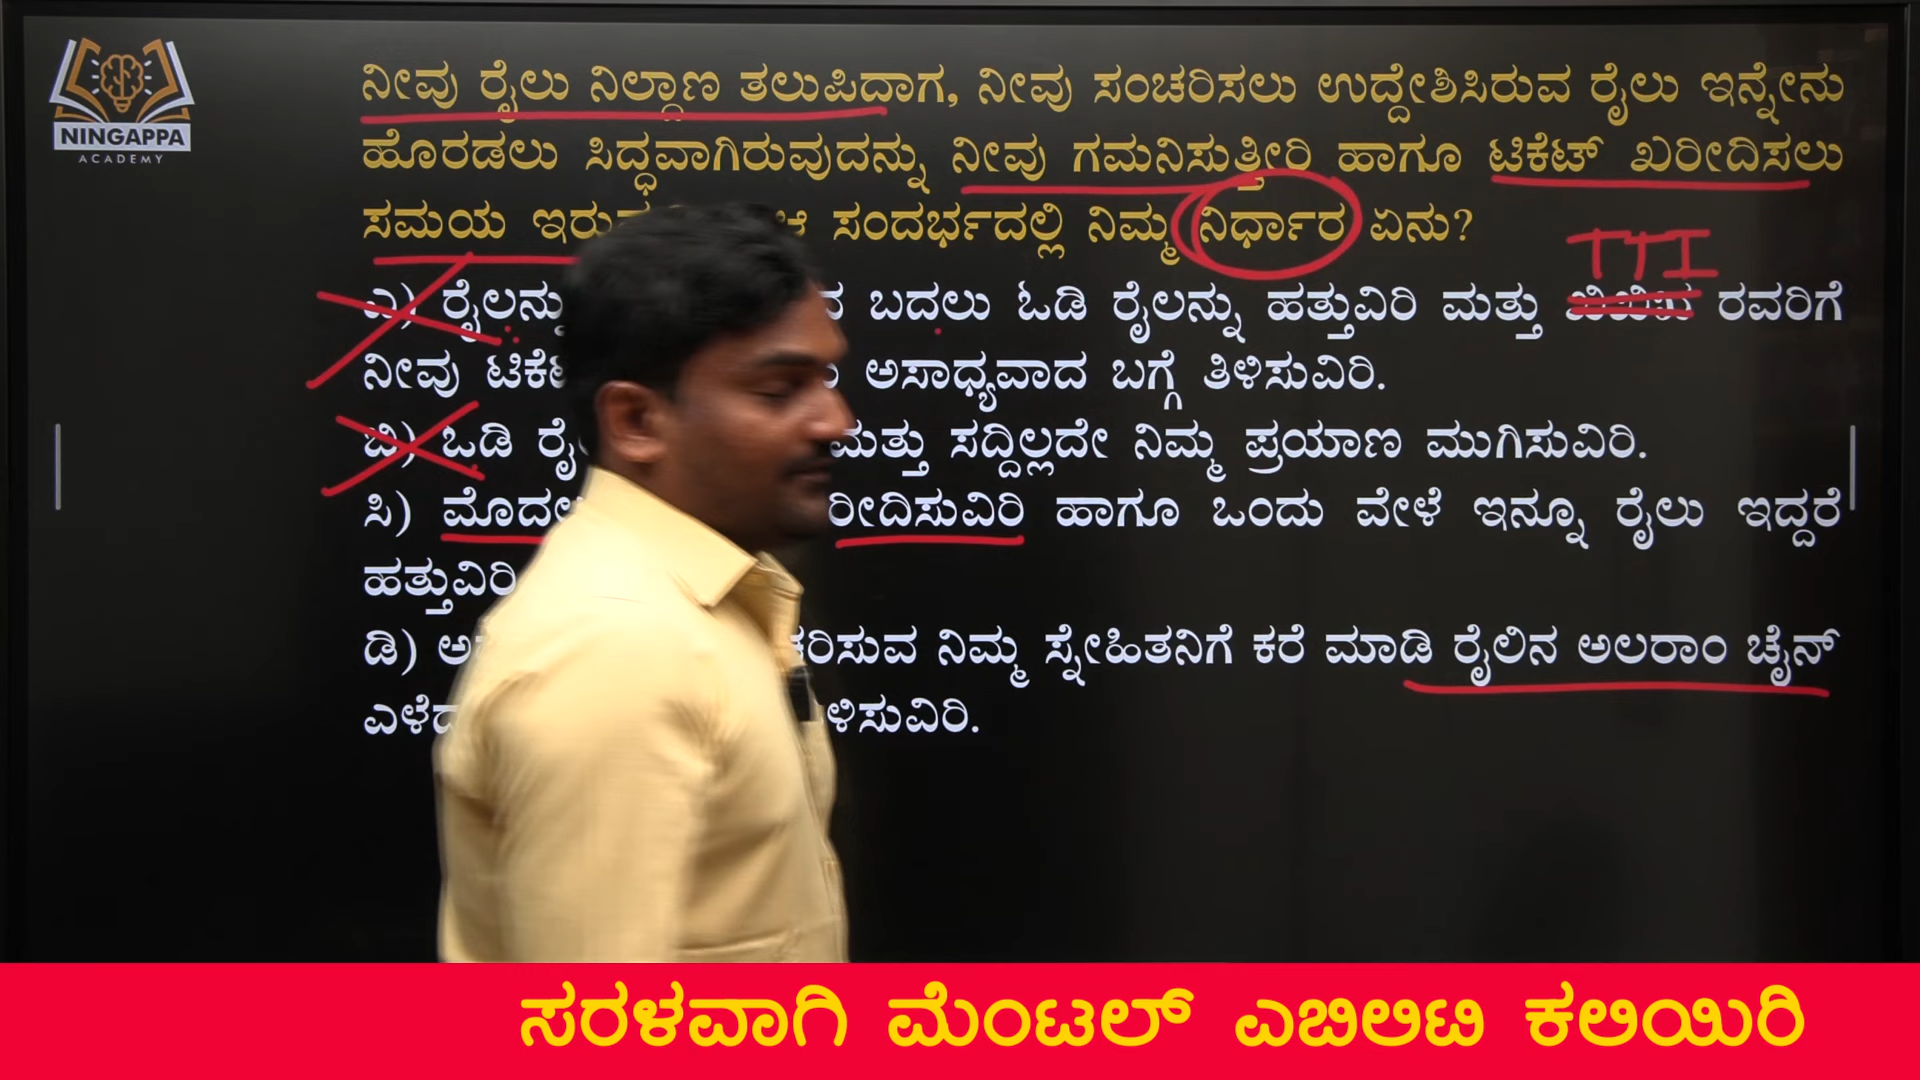 NINGAPPA
ACADEMY
ನೀವು ರೈಲು ನಿಲ್ದಾಣ ತಲುಪಿದಾಗ, ನೀವು ಸಂಚರಿಸಲು ಉದ್ದೇಶಿಸಿರುವ ರೈಲು ಇನ್ನೇನು
ಹೊರಡಲು ಸಿದ್ಧವಾಗಿರುವುದನ್ನು ನೀವು ಗಮನಿಸುತ್ತೀರಿ ಹಾಗೂ ಟಿಕೆಟ್ ಖರೀದಿಸಲು
ಸಮಯ ಸಂದರ್ಭದಲ್ಲಿ ನಿಮ್ಮ ನಿರ್ಧಾರ ಏನು?
TTI
ಎ) ರೈಲನ್ನು ಬದಲು ಓಡಿ ರೈಲನ್ನು ಹತ್ತುವಿರಿ ಮತ್ತು ರವರಿಗೆ
ನೀವು ಅಸಾಧ್ಯವಾದ ಬಗ್ಗೆ ತಿಳಿಸುವಿರಿ.
ಬಿ) ಓಡಿ ಮತ್ತು ಸದ್ದಿಲ್ಲದೇ ನಿಮ್ಮ ಪ್ರಯಾಣ ಮುಗಿಸುವಿರಿ.
ಸಿ) ರೀದಿಸುವಿರಿ ಹಾಗೂ ಒಂದು ವೇಳೆ ಇನ್ನೂ ರೈಲು ಇದ್ದರೆ
ಹತ್ತುವಿರಿ
ಡಿ) ಕರಿಸುವ ನಿಮ್ಮ ಸ್ನೇಹಿತನಿಗೆ ಕರೆ ಮಾಡಿ ರೈಲಿನ ಅಲರಾಂ ಚೈನ್
ಳಿಸುವಿರಿ.
ಸರಳವಾಗಿ ಮೆಂಟಲ್ ಎಬಿಲಿಟಿ ಕಲಿಯಿರಿ